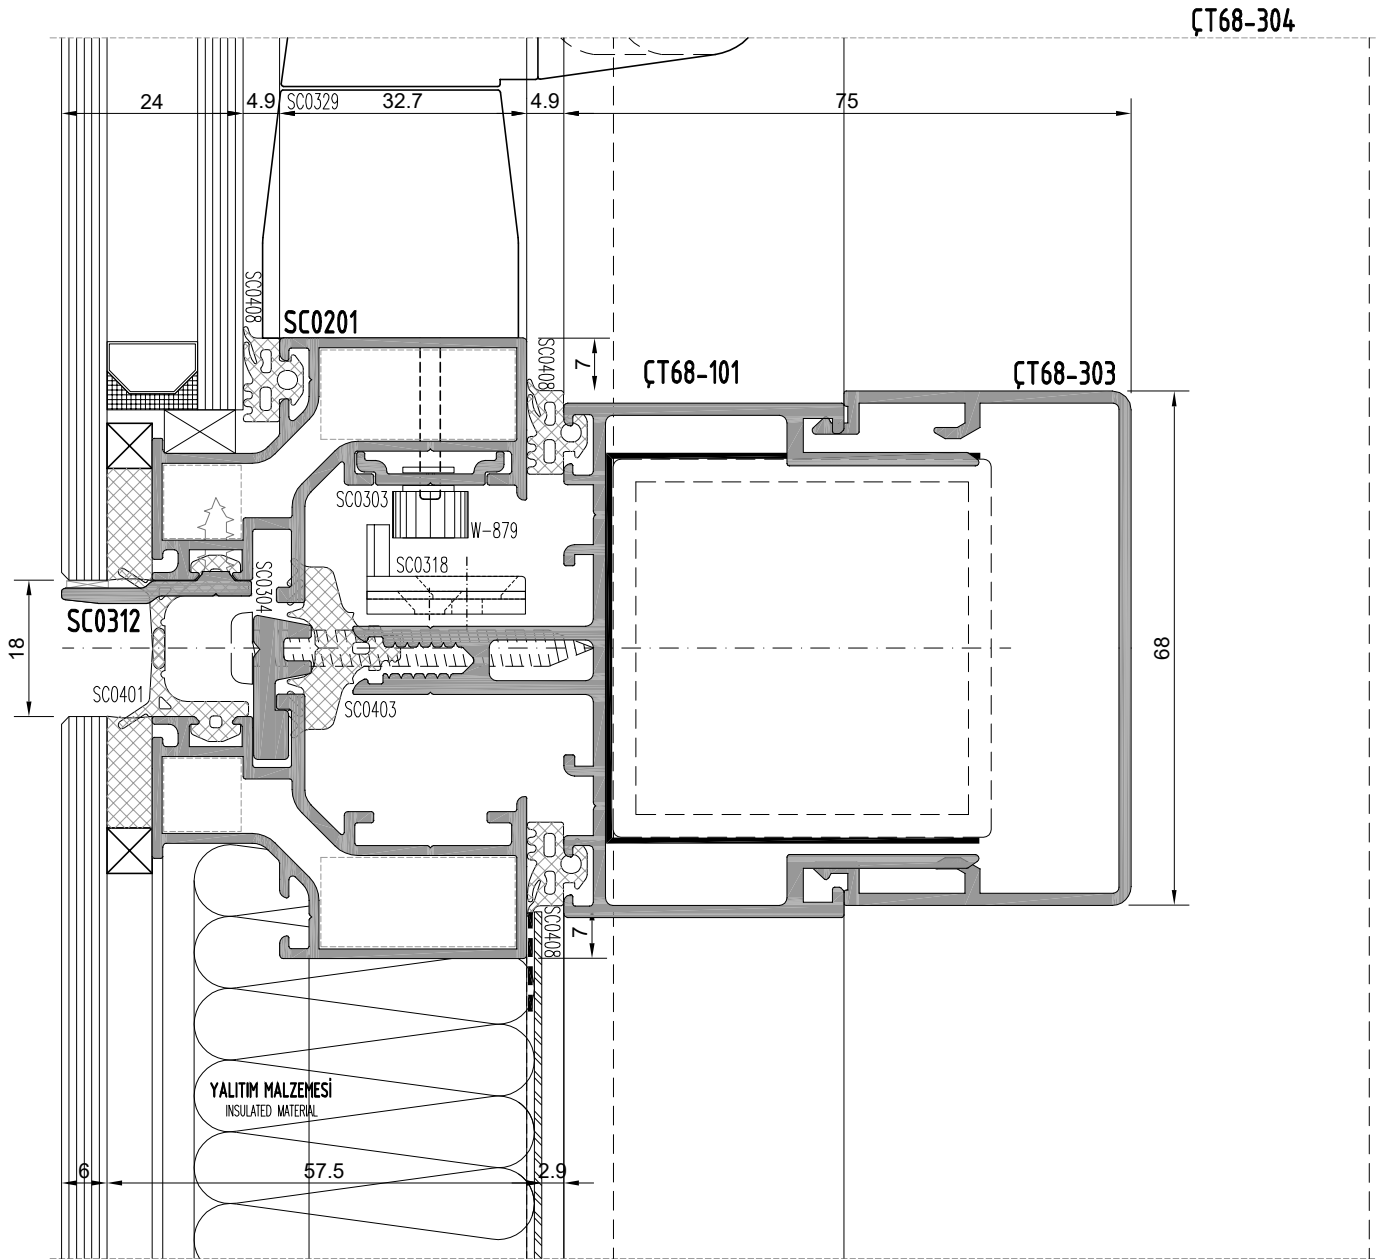 ÇT68-304
24
4.9
SC0329
32.7
4.9
75
SC0408
SC0201
SC0408
7
ÇT68-101
ÇT68-303
SC0303
W-879
SC0318
SC0304
SC0312
18
68
SC0401
SC0403
SC0408
7
YALITIM MALZEMESİ
INSULATED MATERIAL
6
57.5
2.9